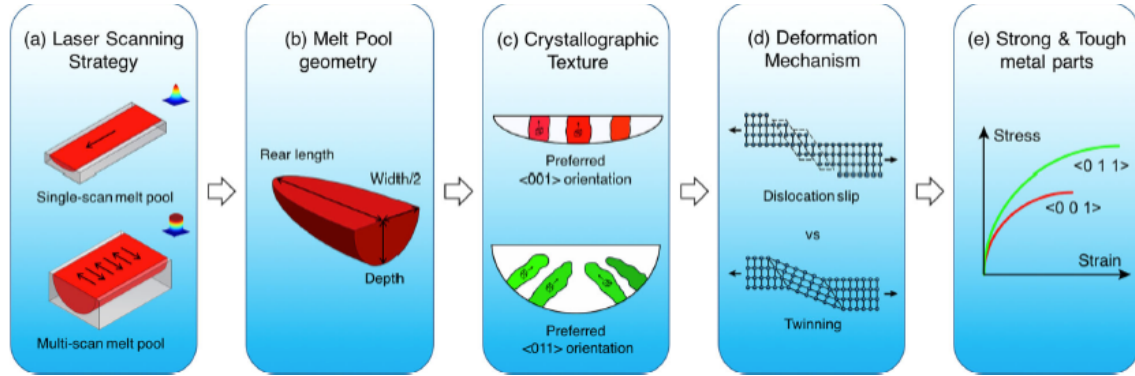 (a) Laser Scanning
Strategy
Single-scan melt pool
Multi-scan melt pool
(b) Melt Pool
geometry
Rear length
Width/2
Depth
(c) Crystallographic
Texture
Preferred
<001> orientation
Preferred
<011> orientation
(d) Deformation
Mechanism
Dislocation slip
vs
Twinning
(e) Strong & Tough
metal parts
Stress
<0 1 1>
<0 0 1>
Strain